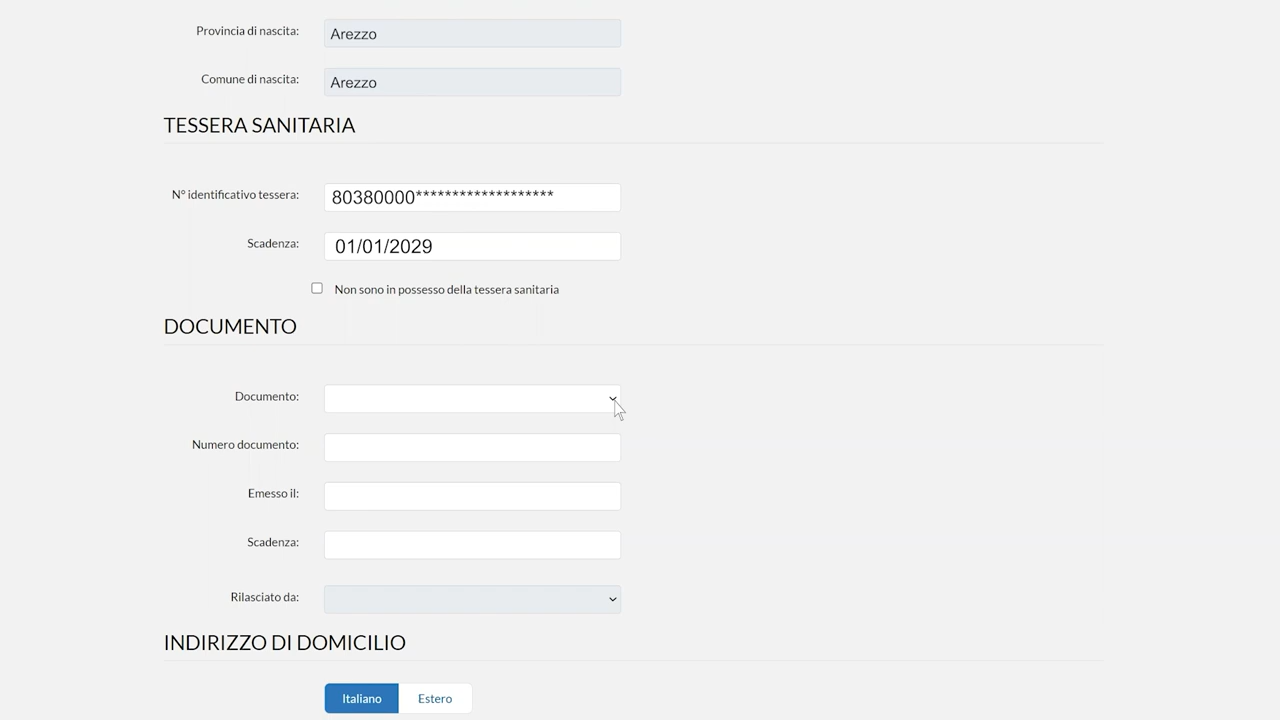 Provincia di nascita: Arezzo
Comune di nascita: Arezzo
TESSERA SANITARIA
N° identificativo tessera: 80380000*******************
Scadenza: 01/01/2029
Non sono in possesso della tessera sanitaria
DOCUMENTO
Documento:
Numero documento:
Emesso il:
Scadenza:
Rilasciato da:
INDIRIZZO DI DOMICILIO
Italiano Estero